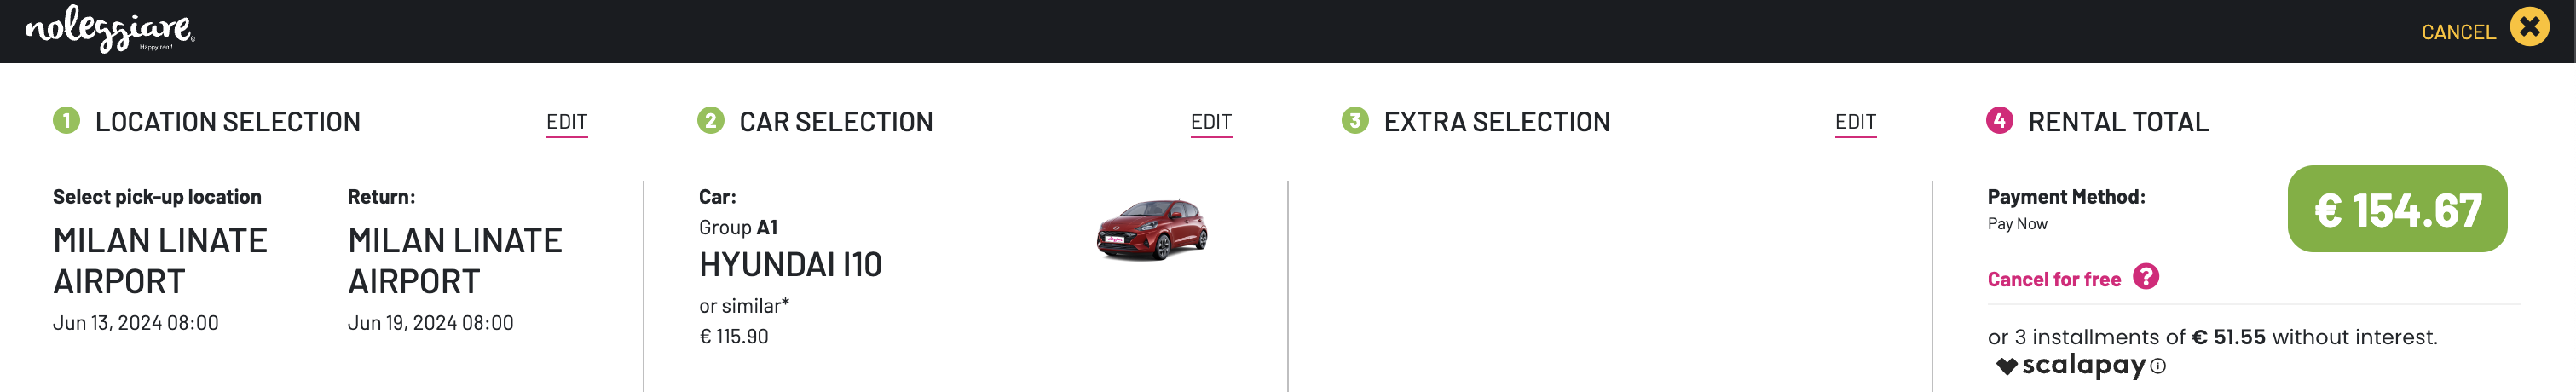 noleggiare
Happy rent!
CANCEL
1 LOCATION SELECTION
EDIT
Select pick-up location
MILAN LINATE
AIRPORT
Jun 13, 2024 08:00
Return:
MILAN LINATE
AIRPORT
Jun 19, 2024 08:00
2 CAR SELECTION
EDIT
Car:
Group A1
HYUNDAI I10
or similar*
€ 115.90
3 EXTRA SELECTION
EDIT
4 RENTAL TOTAL
Payment Method:
Pay Now
€ 154.67
Cancel for free ?
or 3 installments of € 51.55 without interest.
scalapay